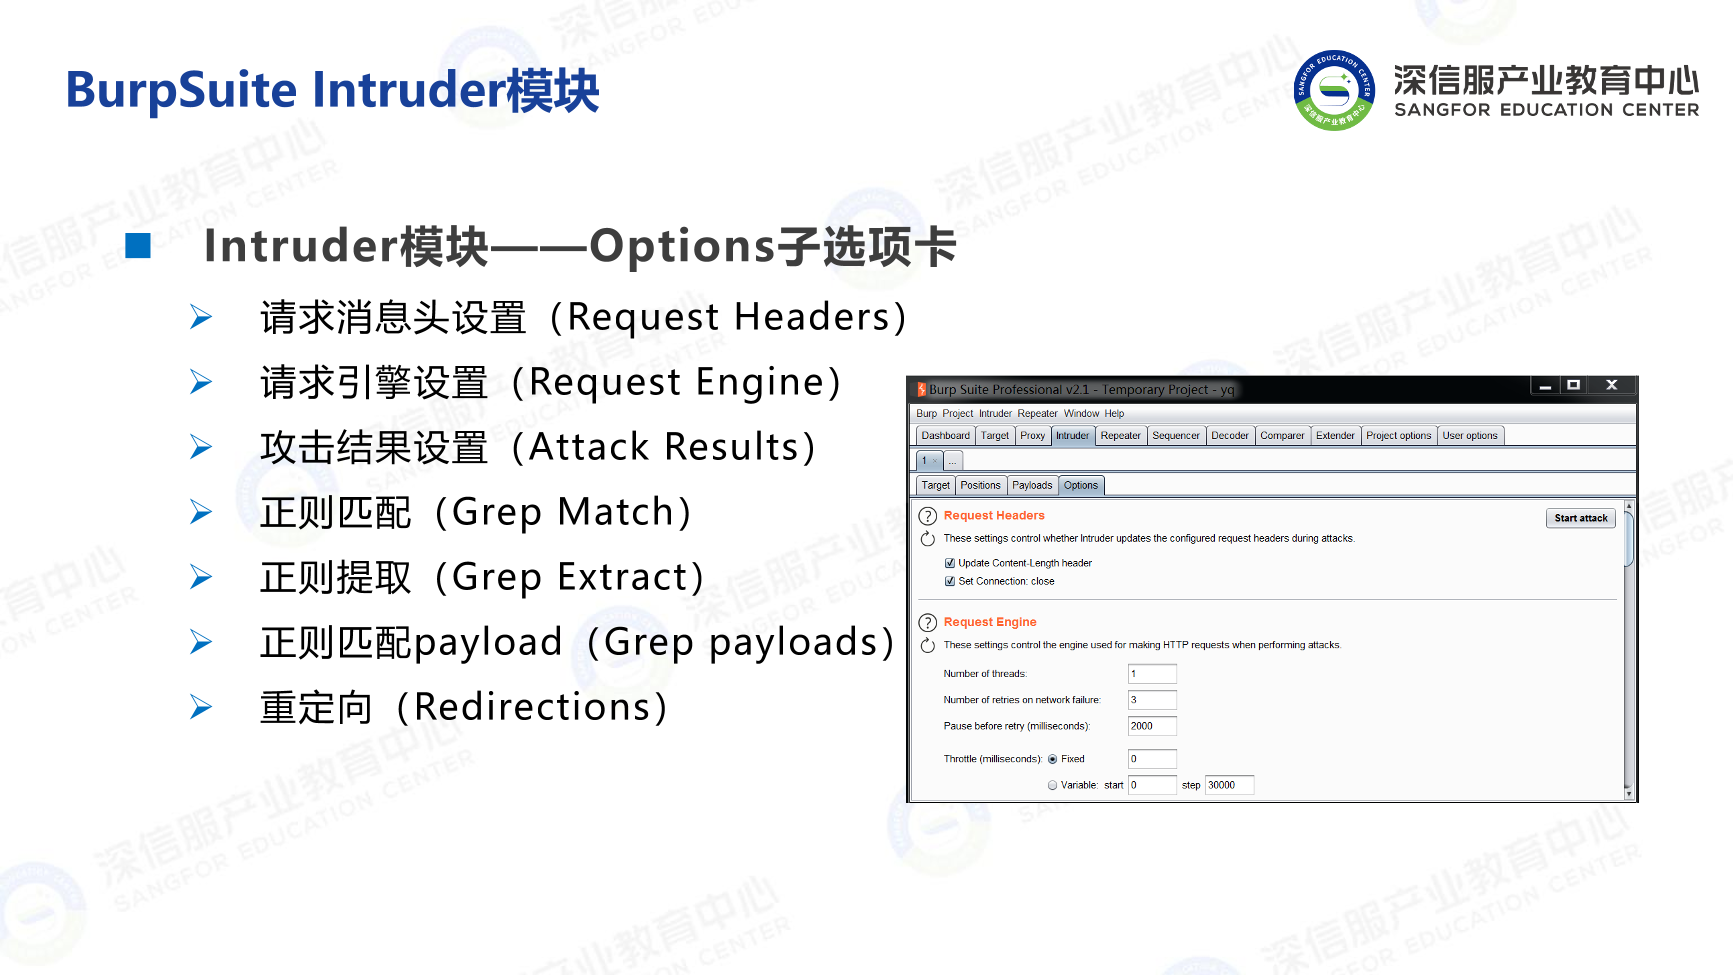 BurpSuite Intruder模块
深信服产业教育中心
SANGFOR EDUCATION CENTER
Intruder模块——Options子选项卡
请求消息头设置（Request Headers）
请求引擎设置（Request Engine）
攻击结果设置（Attack Results）
正则匹配（Grep Match）
正则提取（Grep Extract）
正则匹配payload（Grep payloads）
重定向（Redirections）
Burp Suite Professional v2.1 - Temporary Project - yq
Burp Project Intruder Repeater Window Help
Dashboard Target Proxy Intruder Repeater Sequencer Decoder Comparer Extender Project options User options
1 × ...
Target Positions Payloads Options
Request Headers
Start attack
These settings control whether Intruder updates the configured request headers during attacks.
Update Content-Length header
Set Connection: close
Request Engine
These settings control the engine used for making HTTP requests when performing attacks.
Number of threads: 1
Number of retries on network failure: 3
Pause before retry (milliseconds): 2000
Throttle (milliseconds): Fixed 0
Variable: start 0 step 30000